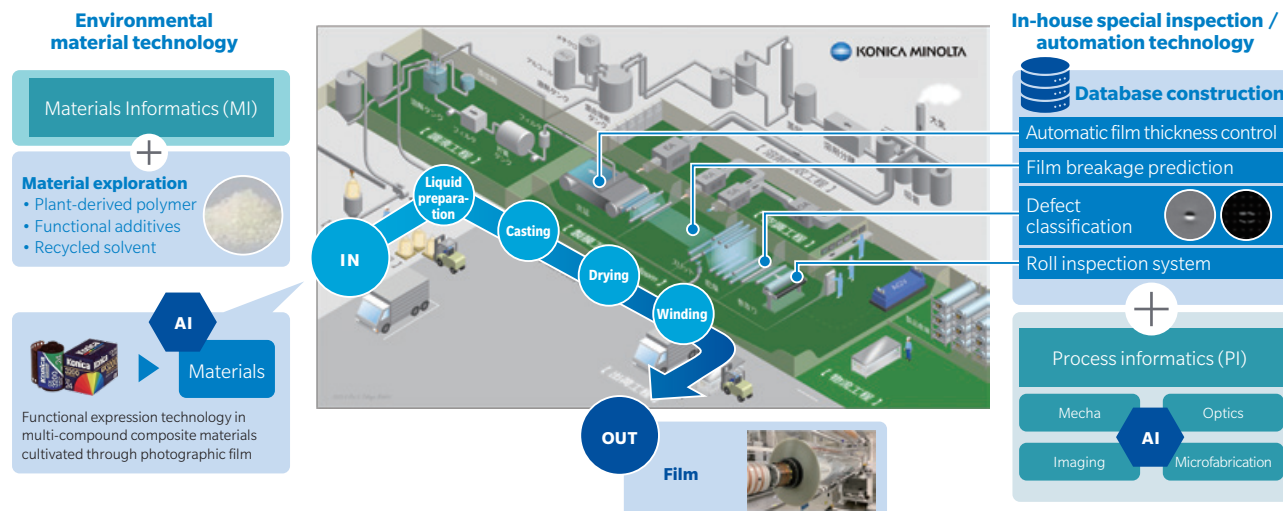 Environmental
material technology
Materials Informatics (MI)
+
Material exploration
• Plant-derived polymer
• Functional additives
• Recycled solvent
AI
Materials
Konica
Functional expression technology in
multi-compound composite materials
cultivated through photographic film
KONICA MINOLTA
IN
Liquid
prepara-
tion
Casting
Drying
Winding
OUT
Film
AGV
In-house special inspection /
automation technology
Database construction
Automatic film thickness control
Film breakage prediction
Defect
classification
Roll inspection system
+
Process informatics (PI)
Mecha
Optics
AI
Imaging
Microfabrication